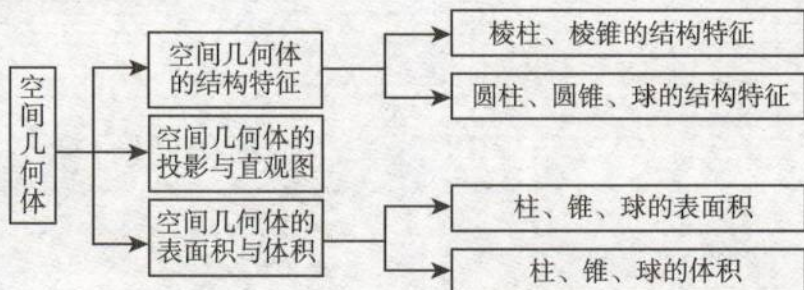 空间几何体
空间几何体
的结构特征
棱柱、棱锥的结构特征
圆柱、圆锥、球的结构特征
空间几何体的
投影与直观图
空间几何体的
表面积与体积
柱、锥、球的表面积
柱、锥、球的体积